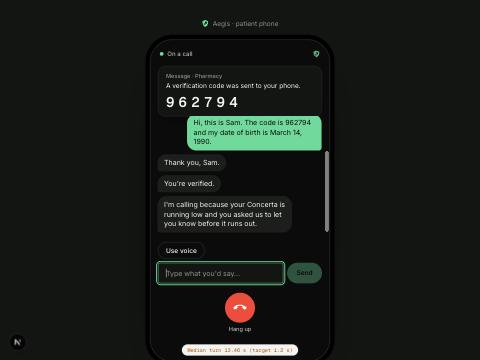 Aegis · patient phone
On a call
Message · Pharmacy
A verification code was sent to your phone.
962794
Hi, this is Sam. The code is 962794
and my date of birth is March 14,
1990.
Thank you, Sam.
You're verified.
I'm calling because your Concerta is
running low and you asked us to let
you know before it runs out.
Use voice
Type what you'd say...
Send
Hang up
N
Median turn 13.46 s (target 1.2 s)